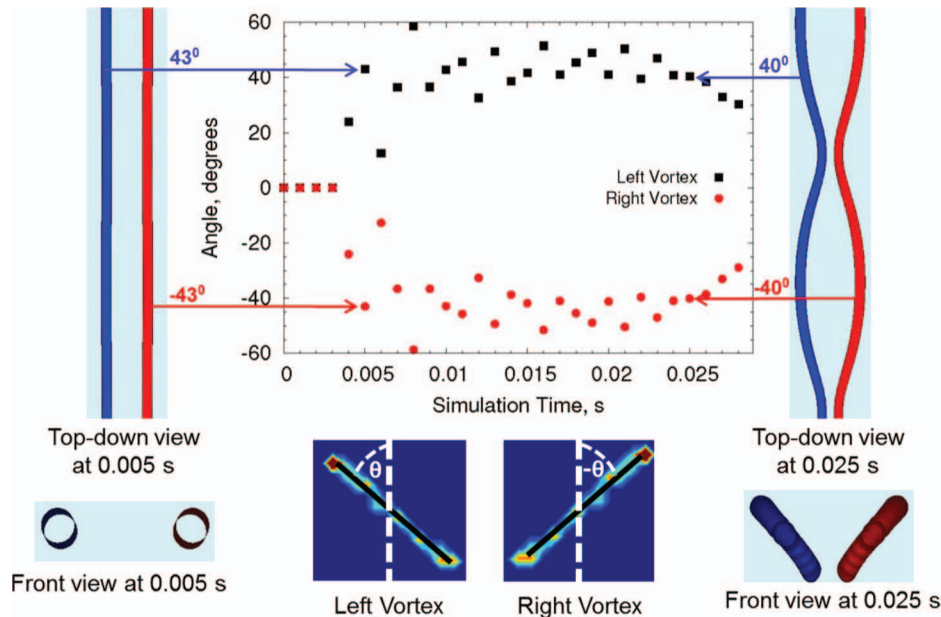 43⁰
-43⁰
Top-down view
at 0.005 s
Front view at 0.005 s
Angle, degrees
60
40
20
0
-20
-40
-60
Left Vortex
Right Vortex
0
0.005
0.01
0.015
0.02
0.025
Simulation Time, s
θ
-θ
Left Vortex
Right Vortex
40⁰
-40⁰
Top-down view
at 0.025 s
Front view at 0.025 s